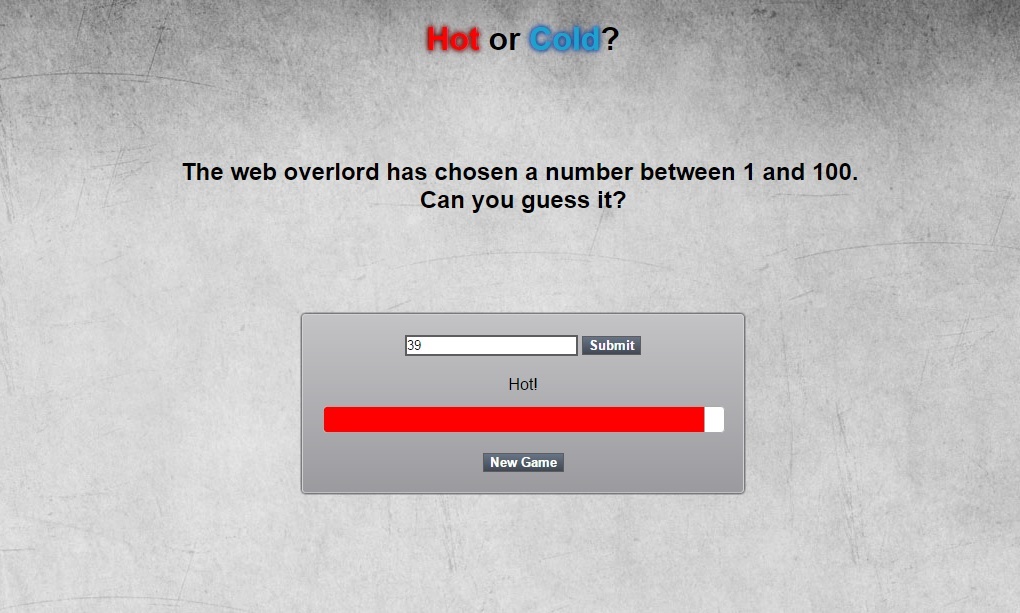 Hot or Cold?
The web overlord has chosen a number between 1 and 100.
Can you guess it?
39 Submit
Hot!
New Game